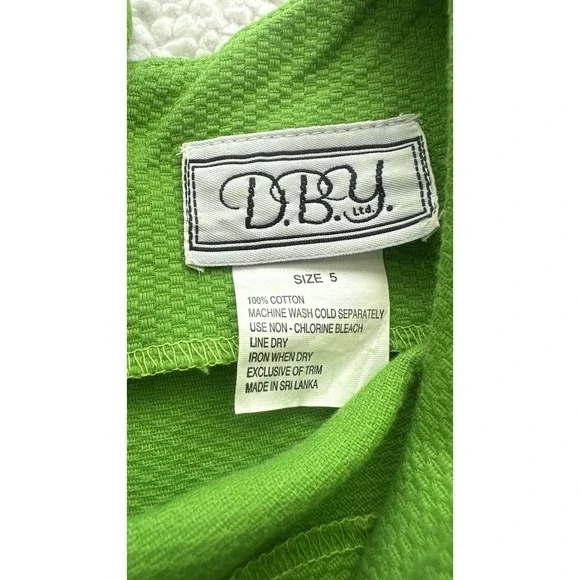 D.B.Y. Ltd.
SIZE 5
100% COTTON
MACHINE WASH COLD SEPARATELY
USE NON - CHLORINE BLEACH
LINE DRY
IRON WHEN DRY
EXCLUSIVE OF TRIM
MADE IN SRI LANKA